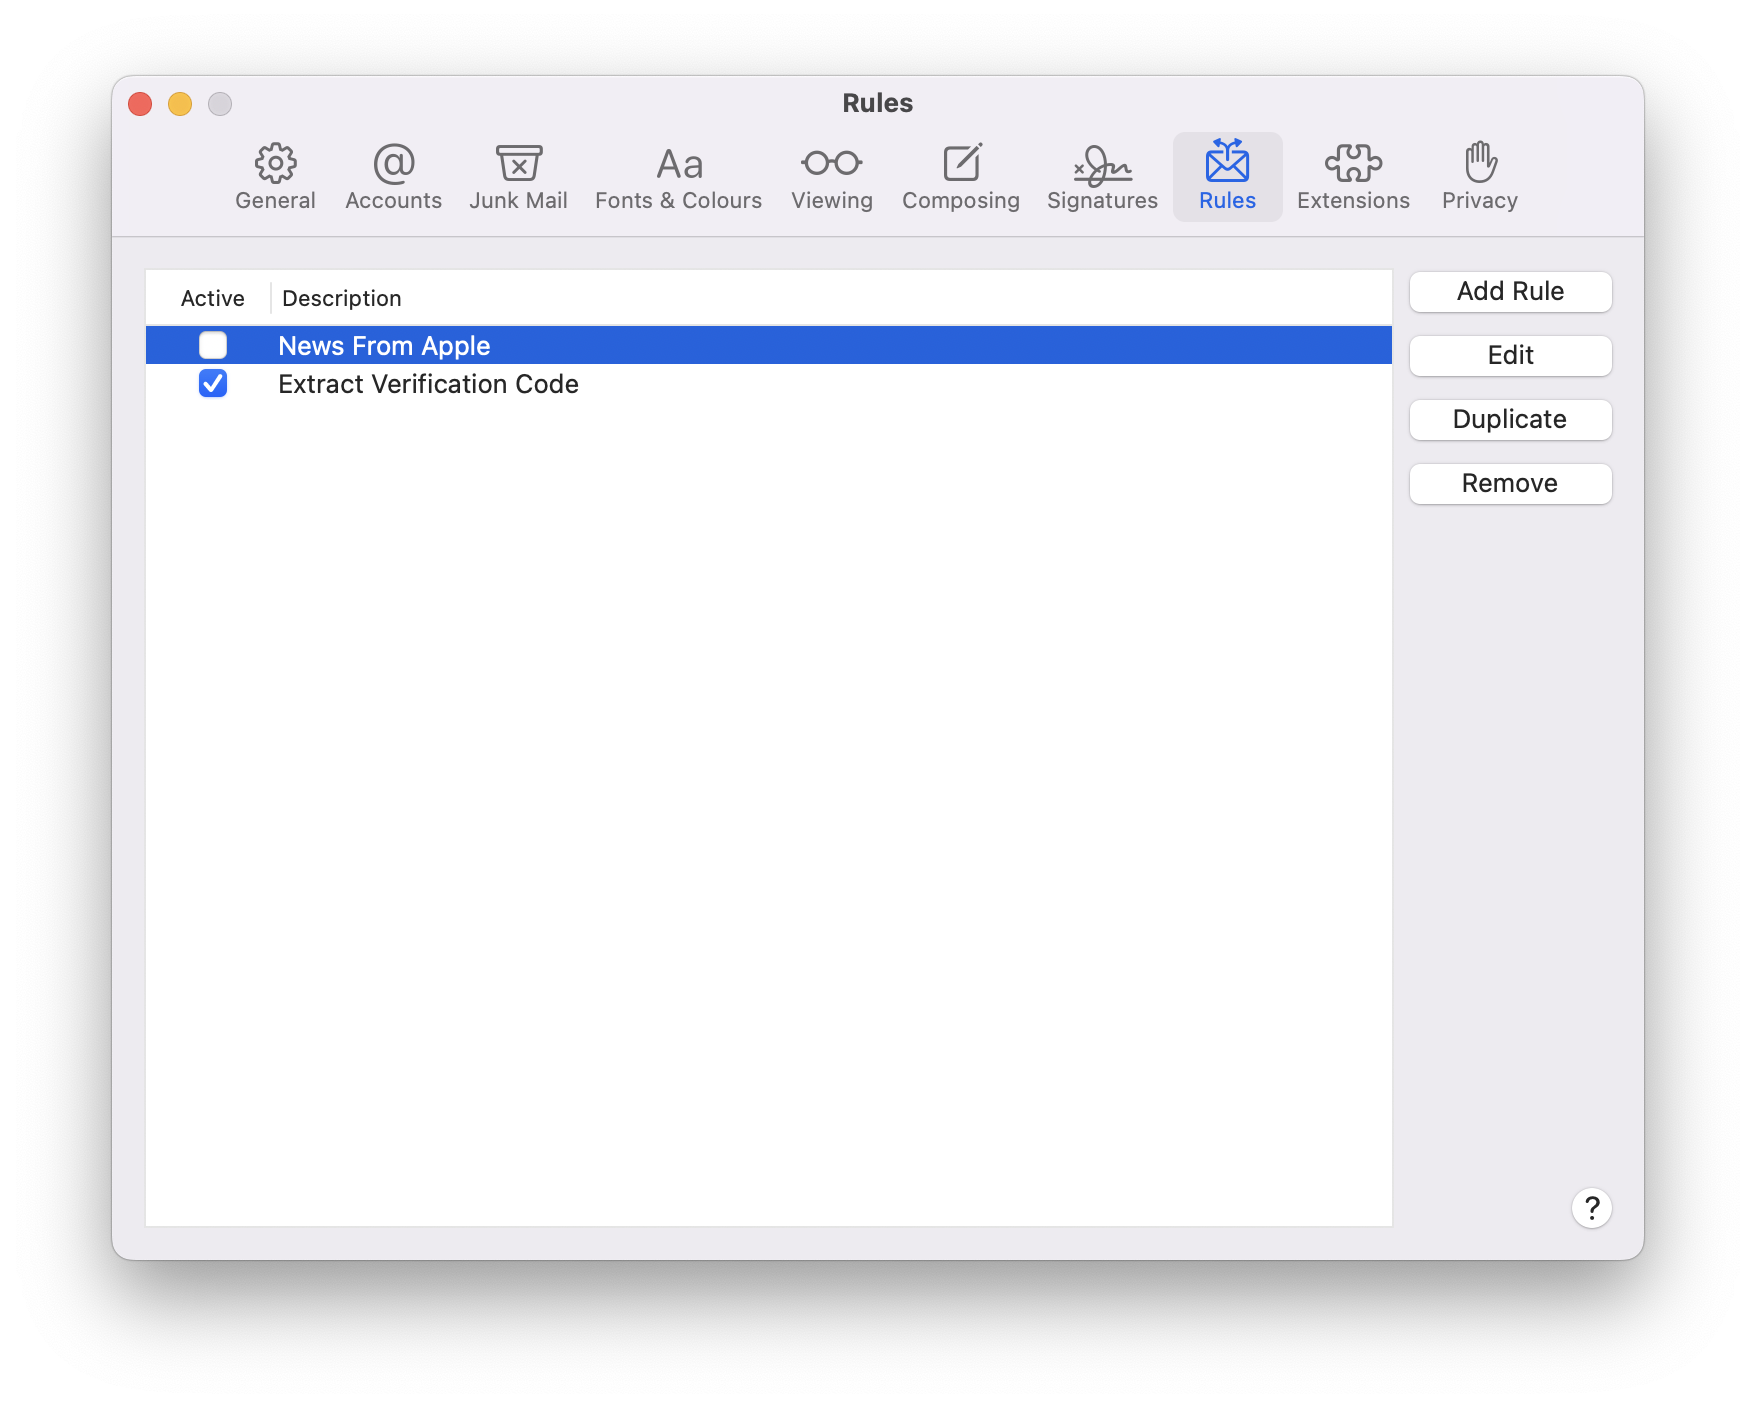 Rules
General Accounts Junk Mail Fonts & Colours Viewing Composing Signatures Rules Extensions Privacy
Active Description
News From Apple
Extract Verification Code
Add Rule
Edit
Duplicate
Remove
?